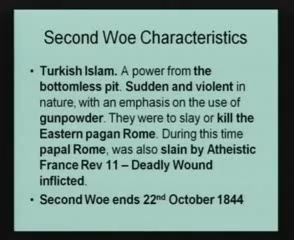 Second Woe Characteristics
• Turkish Islam. A power from the
bottomless pit. Sudden and violent in
nature, with an emphasis on the use of
gunpowder. They were to slay or kill the
Eastern pagan Rome. During this time
papal Rome, was also slain by Atheistic
France Rev 11 – Deadly Wound
inflicted.
• Second Woe ends 22nd October 1844